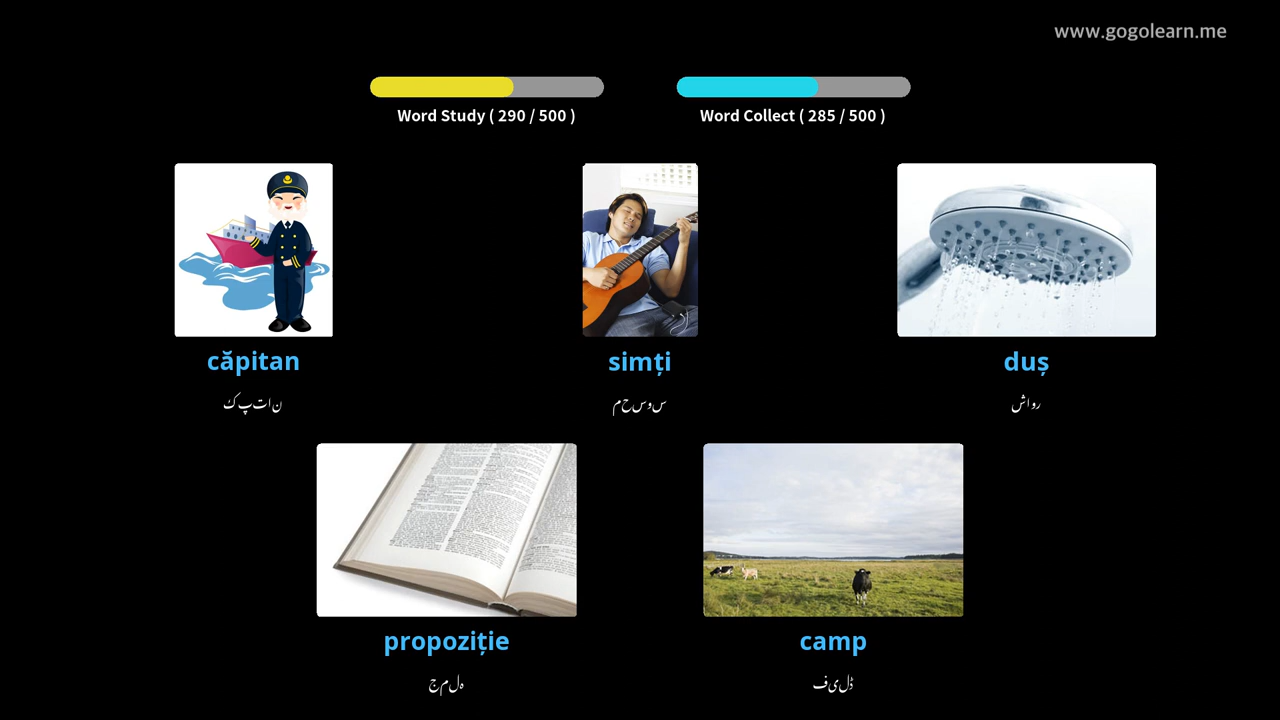 www.gogolearn.me
Word Study ( 290 / 500 )
Word Collect ( 285 / 500 )
căpitan
simți
duș
کپتان
محسوس
شاور
propoziție
camp
جملہ
فیلڈ